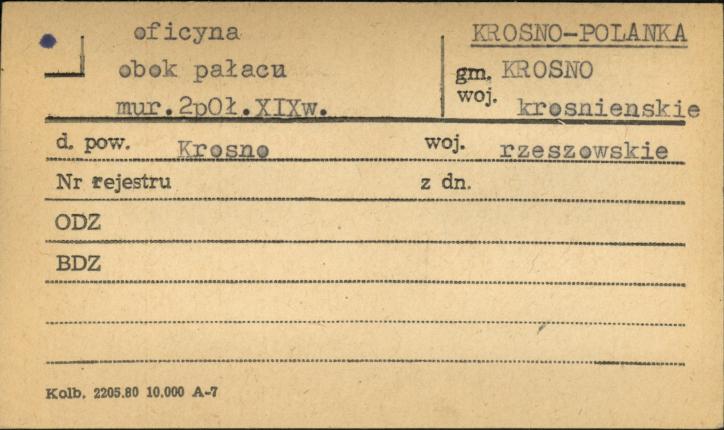 oficyna
KROSNO-POLANKA
obok pałacu
gm. KROSNO
mur.2pOł.XIXw.
woj. krosnienskie
d. pow. Krosno woj. rzeszowskie
Nr rejestru z dn.
ODZ
BDZ
Kolb. 2205.80 10.000 A-7